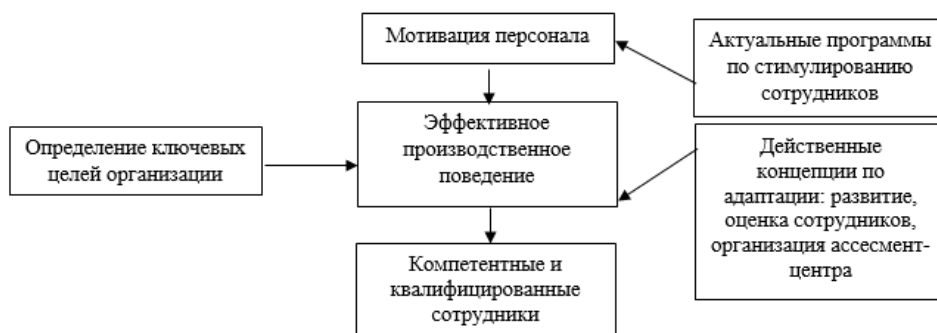 Мотивация персонала
Актуальные программы
по стимулированию
сотрудников
Определение ключевых
целей организации
Эффективное
производственное
поведение
Действенные
концепции по
адаптации: развитие,
оценка сотрудников,
организация ассесмент-
центра
Компетентные и
квалифицированные
сотрудники